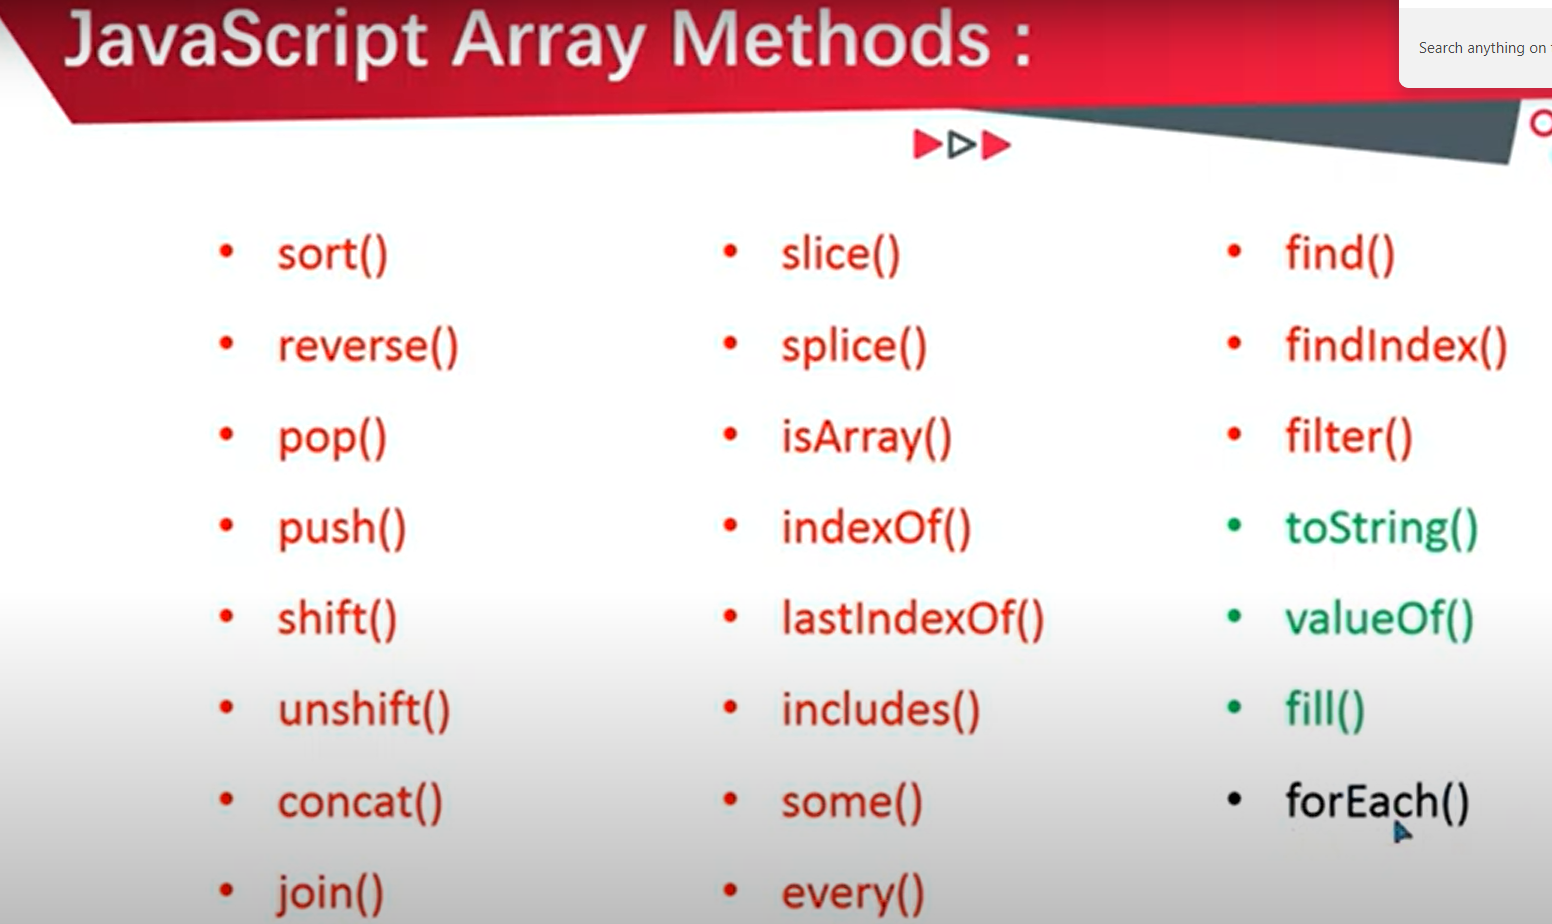 JavaScript Array Methods :
Search anything on
• sort()
• reverse()
• pop()
• push()
• shift()
• unshift()
• concat()
• join()
• slice()
• splice()
• isArray()
• indexOf()
• lastIndexOf()
• includes()
• some()
• every()
• find()
• findIndex()
• filter()
• toString()
• valueOf()
• fill()
• forEach()